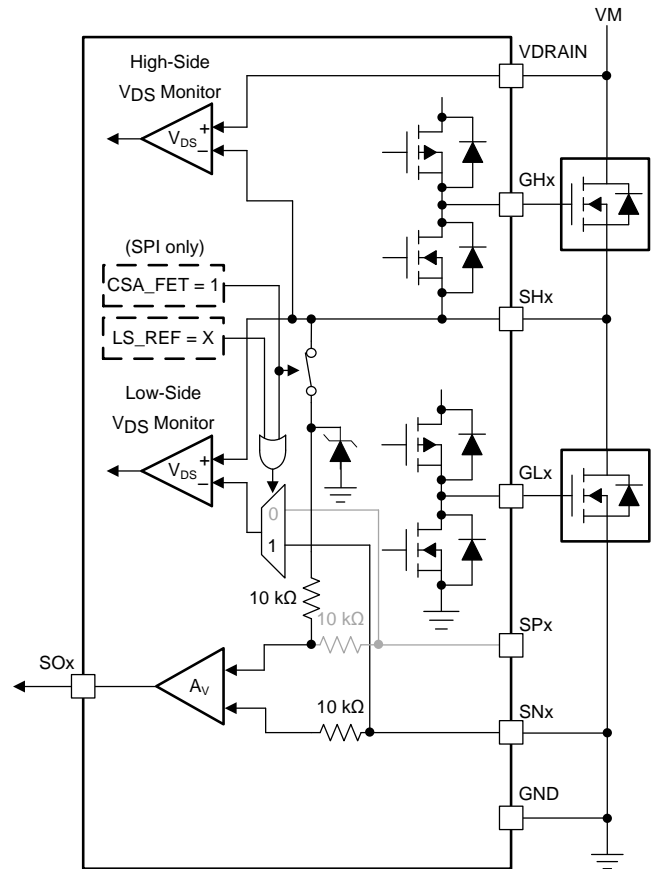 VM
High-Side
VDS Monitor
VDRAIN
VDS
+
−
GHx
(SPI only)
CSA_FET = 1
LS_REF = X
SHx
Low-Side
VDS Monitor
VDS
+
−
GLx
0
1
10 kΩ
10 kΩ
SPx
SOx
AV
10 kΩ
SNx
GND